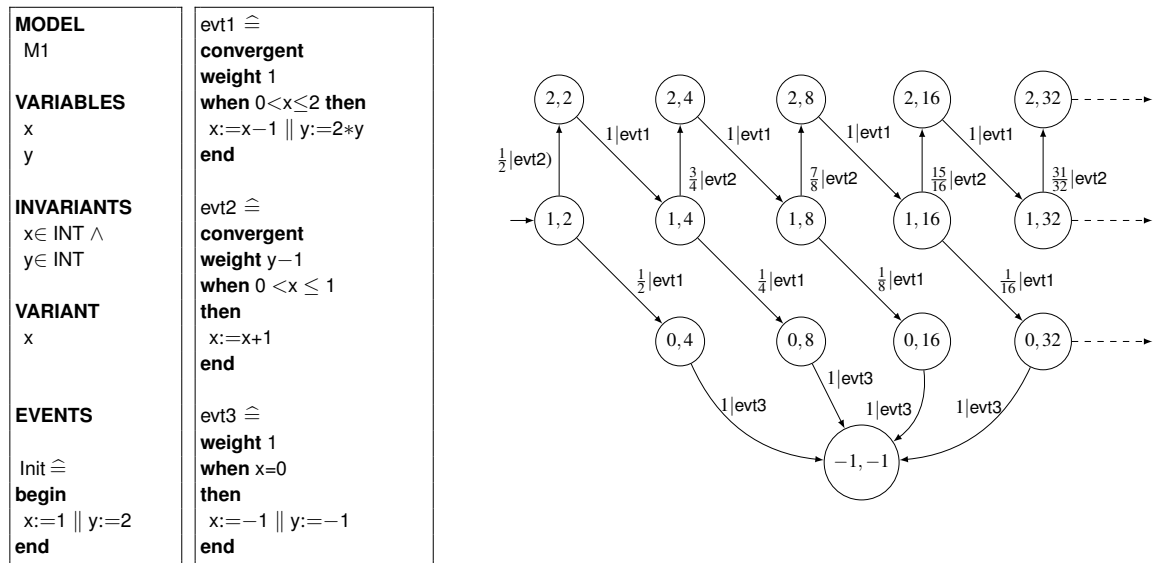 MODEL
M1
VARIABLES
x
y
INVARIANTS
x∈ INT ∧
y∈ INT
VARIANT
x
EVENTS
Init ≙
begin
x:=1 ∥ y:=2
end
evt1 ≙
convergent
weight 1
when 0<x≤2 then
x:=x−1 ∥ y:=2*y
end
evt2 ≙
convergent
weight y−1
when 0 <x ≤ 1
then
x:=x+1
end
evt3 ≙
weight 1
when x=0
then
x:=−1 ∥ y:=−1
end
2,2
2,4
2,8
2,16
2,32
1|evt1
1|evt1
1|evt1
1|evt1
1/2|evt2)
3/4|evt2
7/8|evt2
15/16|evt2
31/32|evt2
1,2
1,4
1,8
1,16
1,32
1/2|evt1
1/4|evt1
1/8|evt1
1/16|evt1
0,4
0,8
0,16
0,32
1|evt3
1|evt3
1|evt3
1|evt3
−1,−1